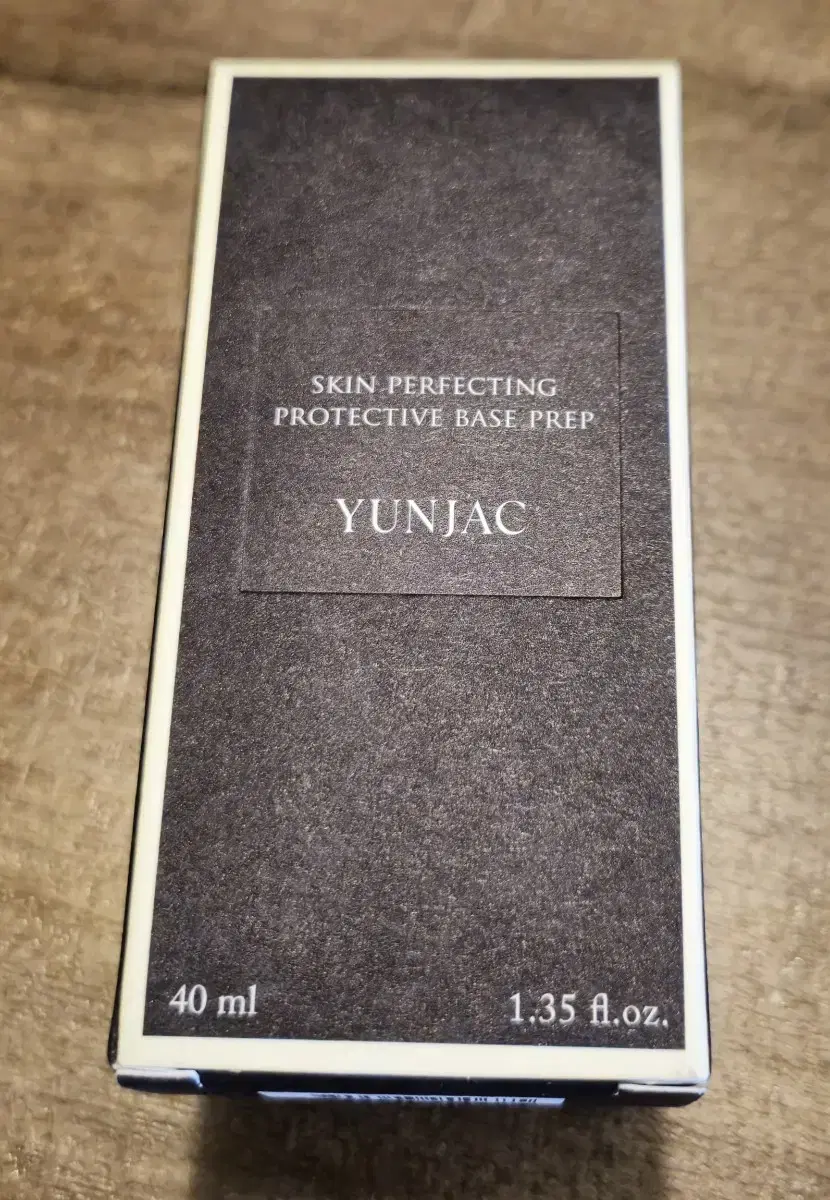 SKIN PERFECTING
PROTECTIVE BASE PREP
YUNJAC
40 ml
1.35 fl.oz.